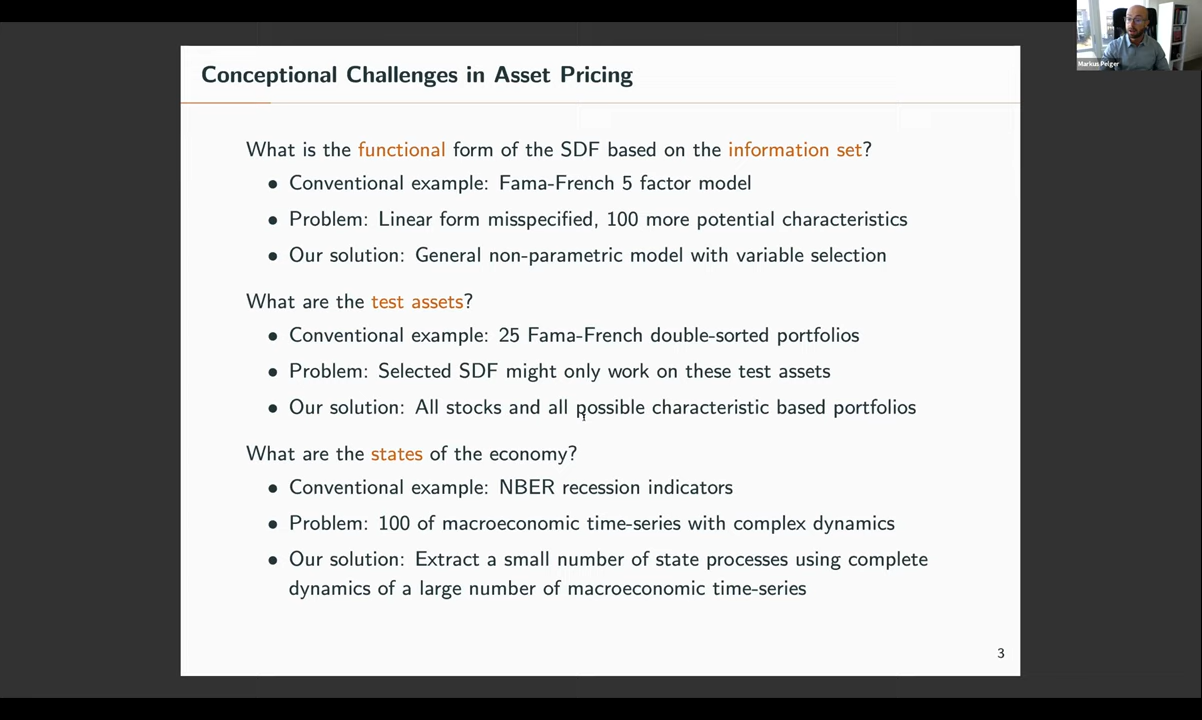 Markus Pelger
Conceptional Challenges in Asset Pricing
What is the functional form of the SDF based on the information set?
• Conventional example: Fama-French 5 factor model
• Problem: Linear form misspecified, 100 more potential characteristics
• Our solution: General non-parametric model with variable selection
What are the test assets?
• Conventional example: 25 Fama-French double-sorted portfolios
• Problem: Selected SDF might only work on these test assets
• Our solution: All stocks and all possible characteristic based portfolios
What are the states of the economy?
• Conventional example: NBER recession indicators
• Problem: 100 of macroeconomic time-series with complex dynamics
• Our solution: Extract a small number of state processes using complete
dynamics of a large number of macroeconomic time-series
3